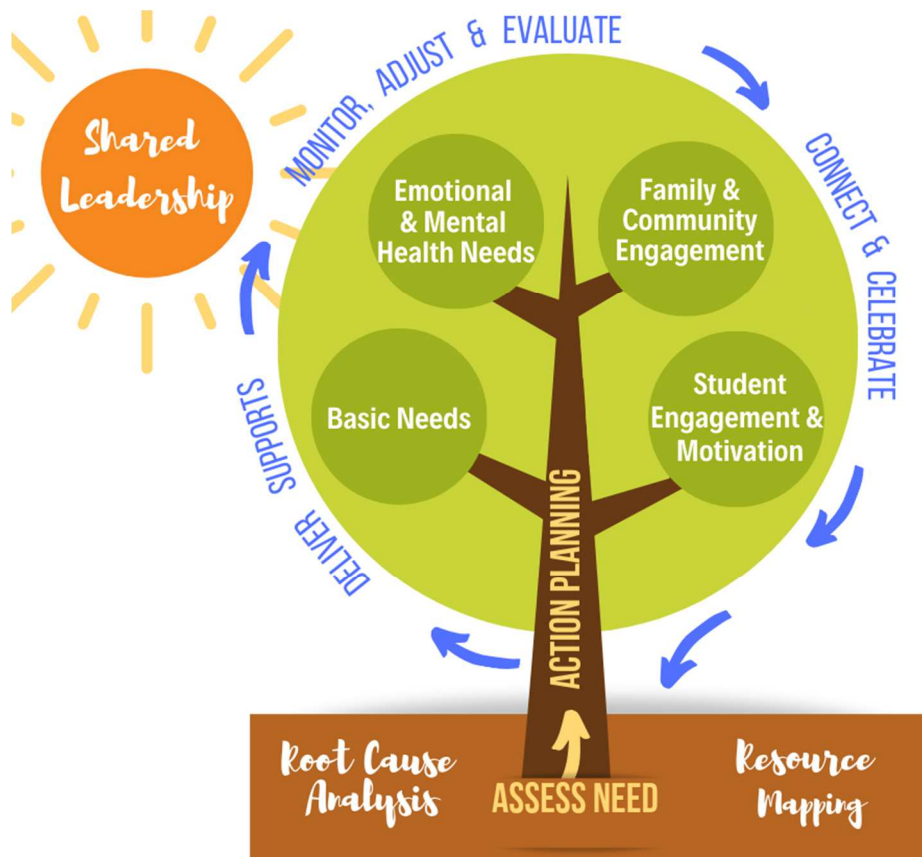 MONITOR, ADJUST & EVALUATE
Shared
Leadership
CONNECT & CELEBRATE
Emotional
& Mental
Health Needs
Family &
Community
Engagement
Basic Needs
Student
Engagement &
Motivation
DELIVER SUPPORTS
ACTION PLANNING
Root Cause
Analysis
ASSESS NEED
Resource
Mapping